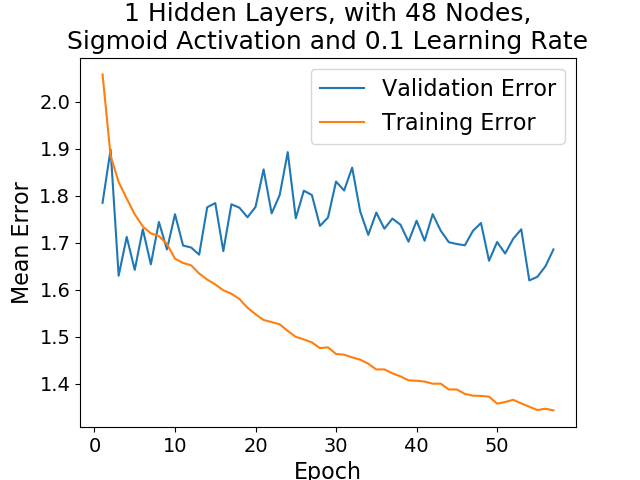 1 Hidden Layers, with 48 Nodes,
Sigmoid Activation and 0.1 Learning Rate
Validation Error
Training Error
Mean Error
2.0
1.9
1.8
1.7
1.6
1.5
1.4
0 10 20 30 40 50
Epoch